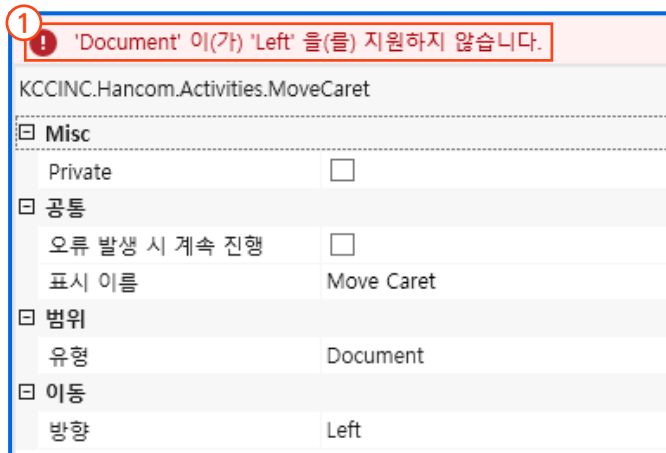 1
'Document' 이(가) 'Left' 을(를) 지원하지 않습니다.
KCCINC.Hancom.Activities.MoveCaret
Misc
Private
공통
오류 발생 시 계속 진행
표시 이름 Move Caret
범위
유형 Document
이동
방향 Left